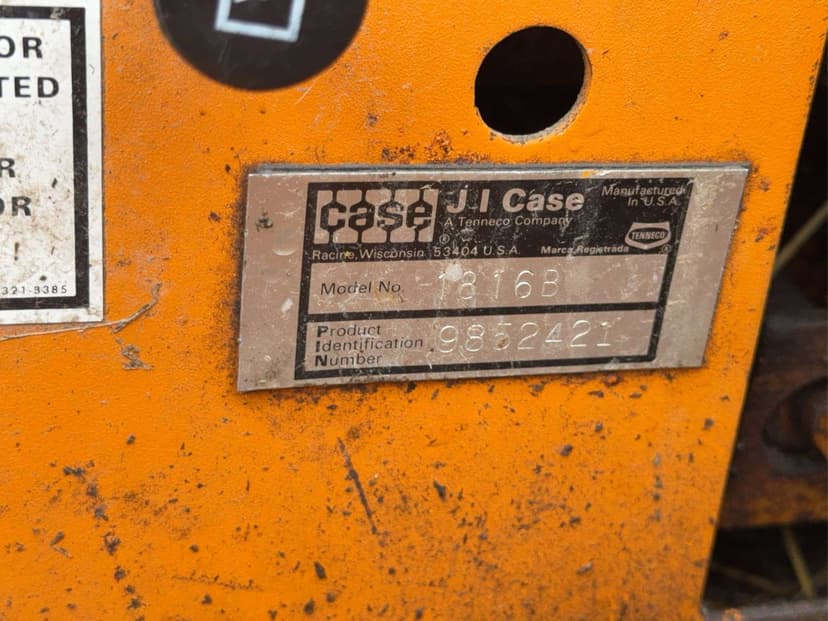 OR
TED
R
OR
321-3385
case
J I Case
A Tenneco Company
Manufactured
In U.S.A.
TENNECO
®
Racine, Wisconsin 53404 U.S.A.
Marca Registrada
®
Model No. 1816B
Product
Identification
Number
9852421